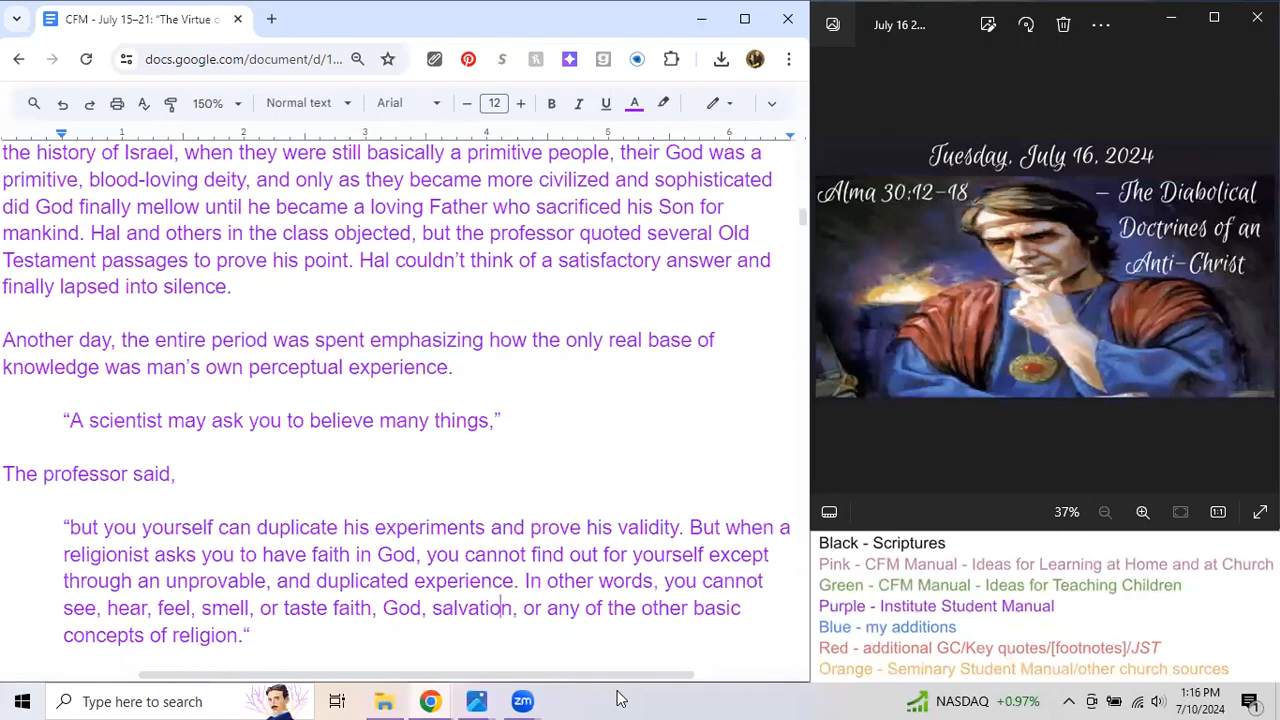 CFM - July 15–21: “The Virtue o
July 16 2...
docs.google.com/document/d/1...
150%
Normal text
Arial
12
1 2 3 4 5 6
the history of Israel, when they were still basically a primitive people, their God was a
primitive, blood-loving deity, and only as they became more civilized and sophisticated
did God finally mellow until he became a loving Father who sacrificed his Son for
mankind. Hal and others in the class objected, but the professor quoted several Old
Testament passages to prove his point. Hal couldn’t think of a satisfactory answer and
finally lapsed into silence.
Another day, the entire period was spent emphasizing how the only real base of
knowledge was man’s own perceptual experience.
“A scientist may ask you to believe many things,”
The professor said,
“but you yourself can duplicate his experiments and prove his validity. But when a
religionist asks you to have faith in God, you cannot find out for yourself except
through an unprovable, and duplicated experience. In other words, you cannot
see, hear, feel, smell, or taste faith, God, salvation, or any of the other basic
concepts of religion.“
Tuesday, July 16, 2024
Alma 30:12-18 – The Diabolical
Doctrines of an
Anti-Christ
37%
1:1
Black - Scriptures
Pink - CFM Manual - Ideas for Learning at Home and at Church
Green - CFM Manual - Ideas for Teaching Children
Purple - Institute Student Manual
Blue - my additions
Red - additional GC/Key quotes/[footnotes]/JST
Orange - Seminary Student Manual/other church sources
Type here to search
zm
NASDAQ +0.97%
1:16 PM
7/10/2024
1